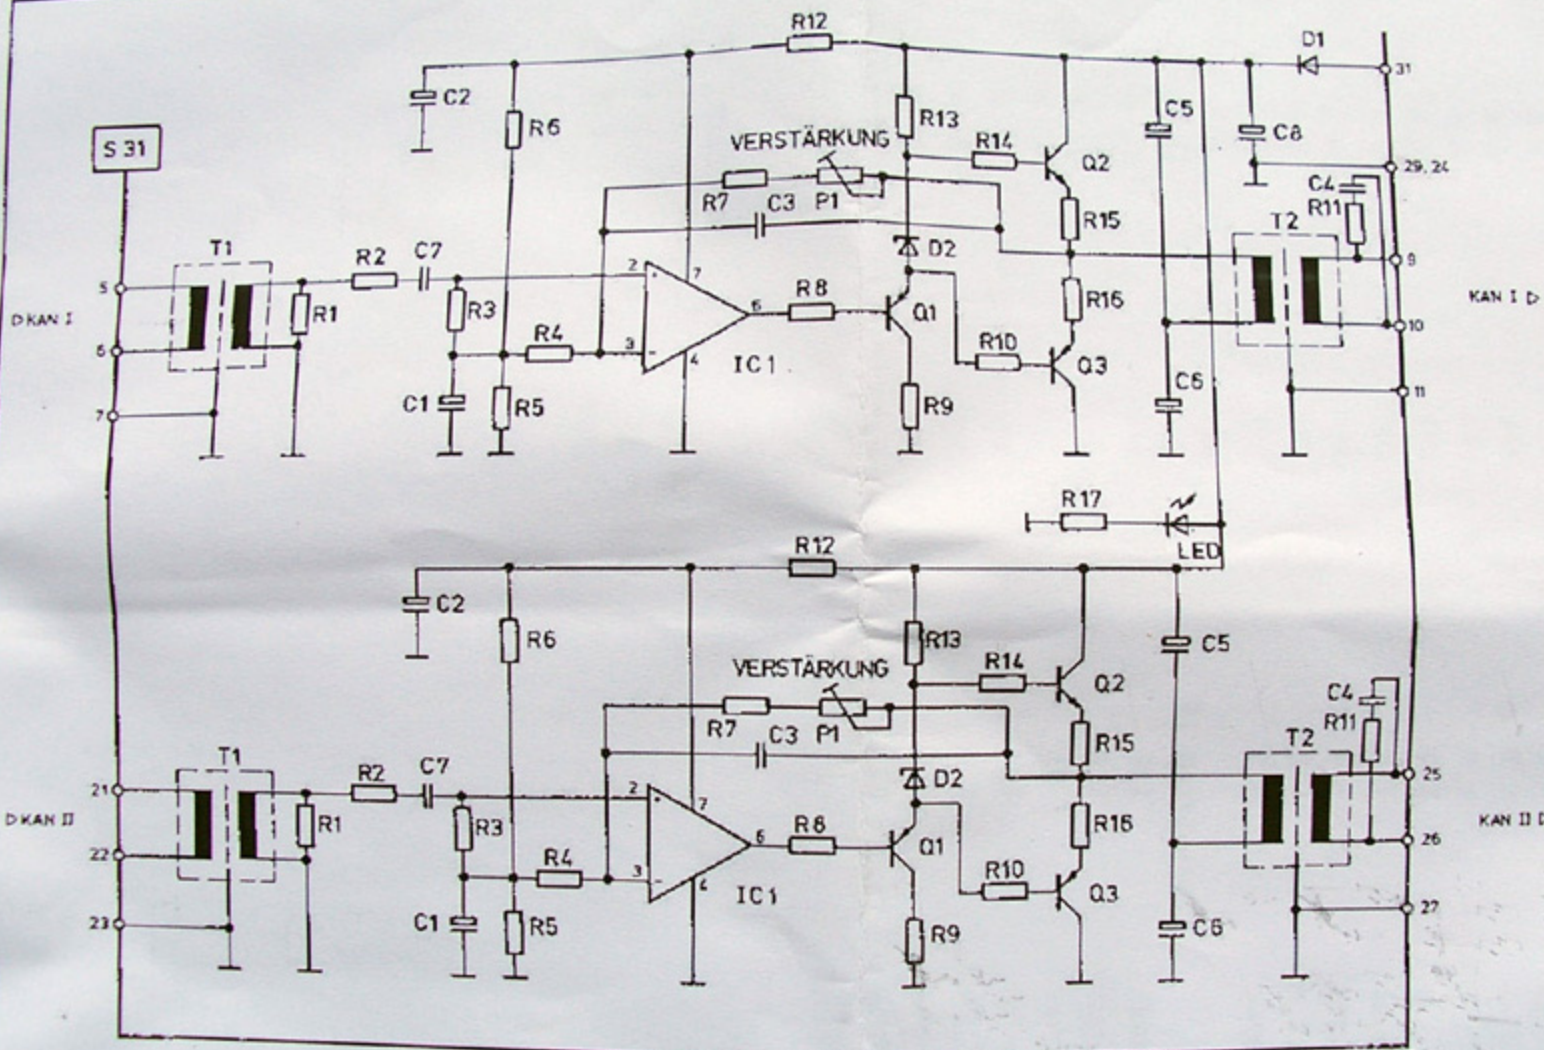 R12
D1
31
C2
R6
R13
C5
C8
S 31
VERSTÄRKUNG
R14
Q2
29, 24
C4
R7
C3
P1
R15
R11
T1
R2
C7
D2
T2
5
2
7
9
D KAN I
R1
R3
R8
Q1
R16
KAN I D
6
R4
3
6
4
IC1
R10
Q3
10
7
C1
R5
R9
C6
11
R17
LED
R12
C2
R6
R13
C5
VERSTÄRKUNG
R14
Q2
C4
R7
C3
P1
R15
R11
T1
R2
C7
D2
T2
21
2
7
25
D KAN II
R1
R3
R8
Q1
R16
KAN II D
22
R4
3
6
4
IC1
R10
Q3
26
23
C1
R5
R9
C6
27